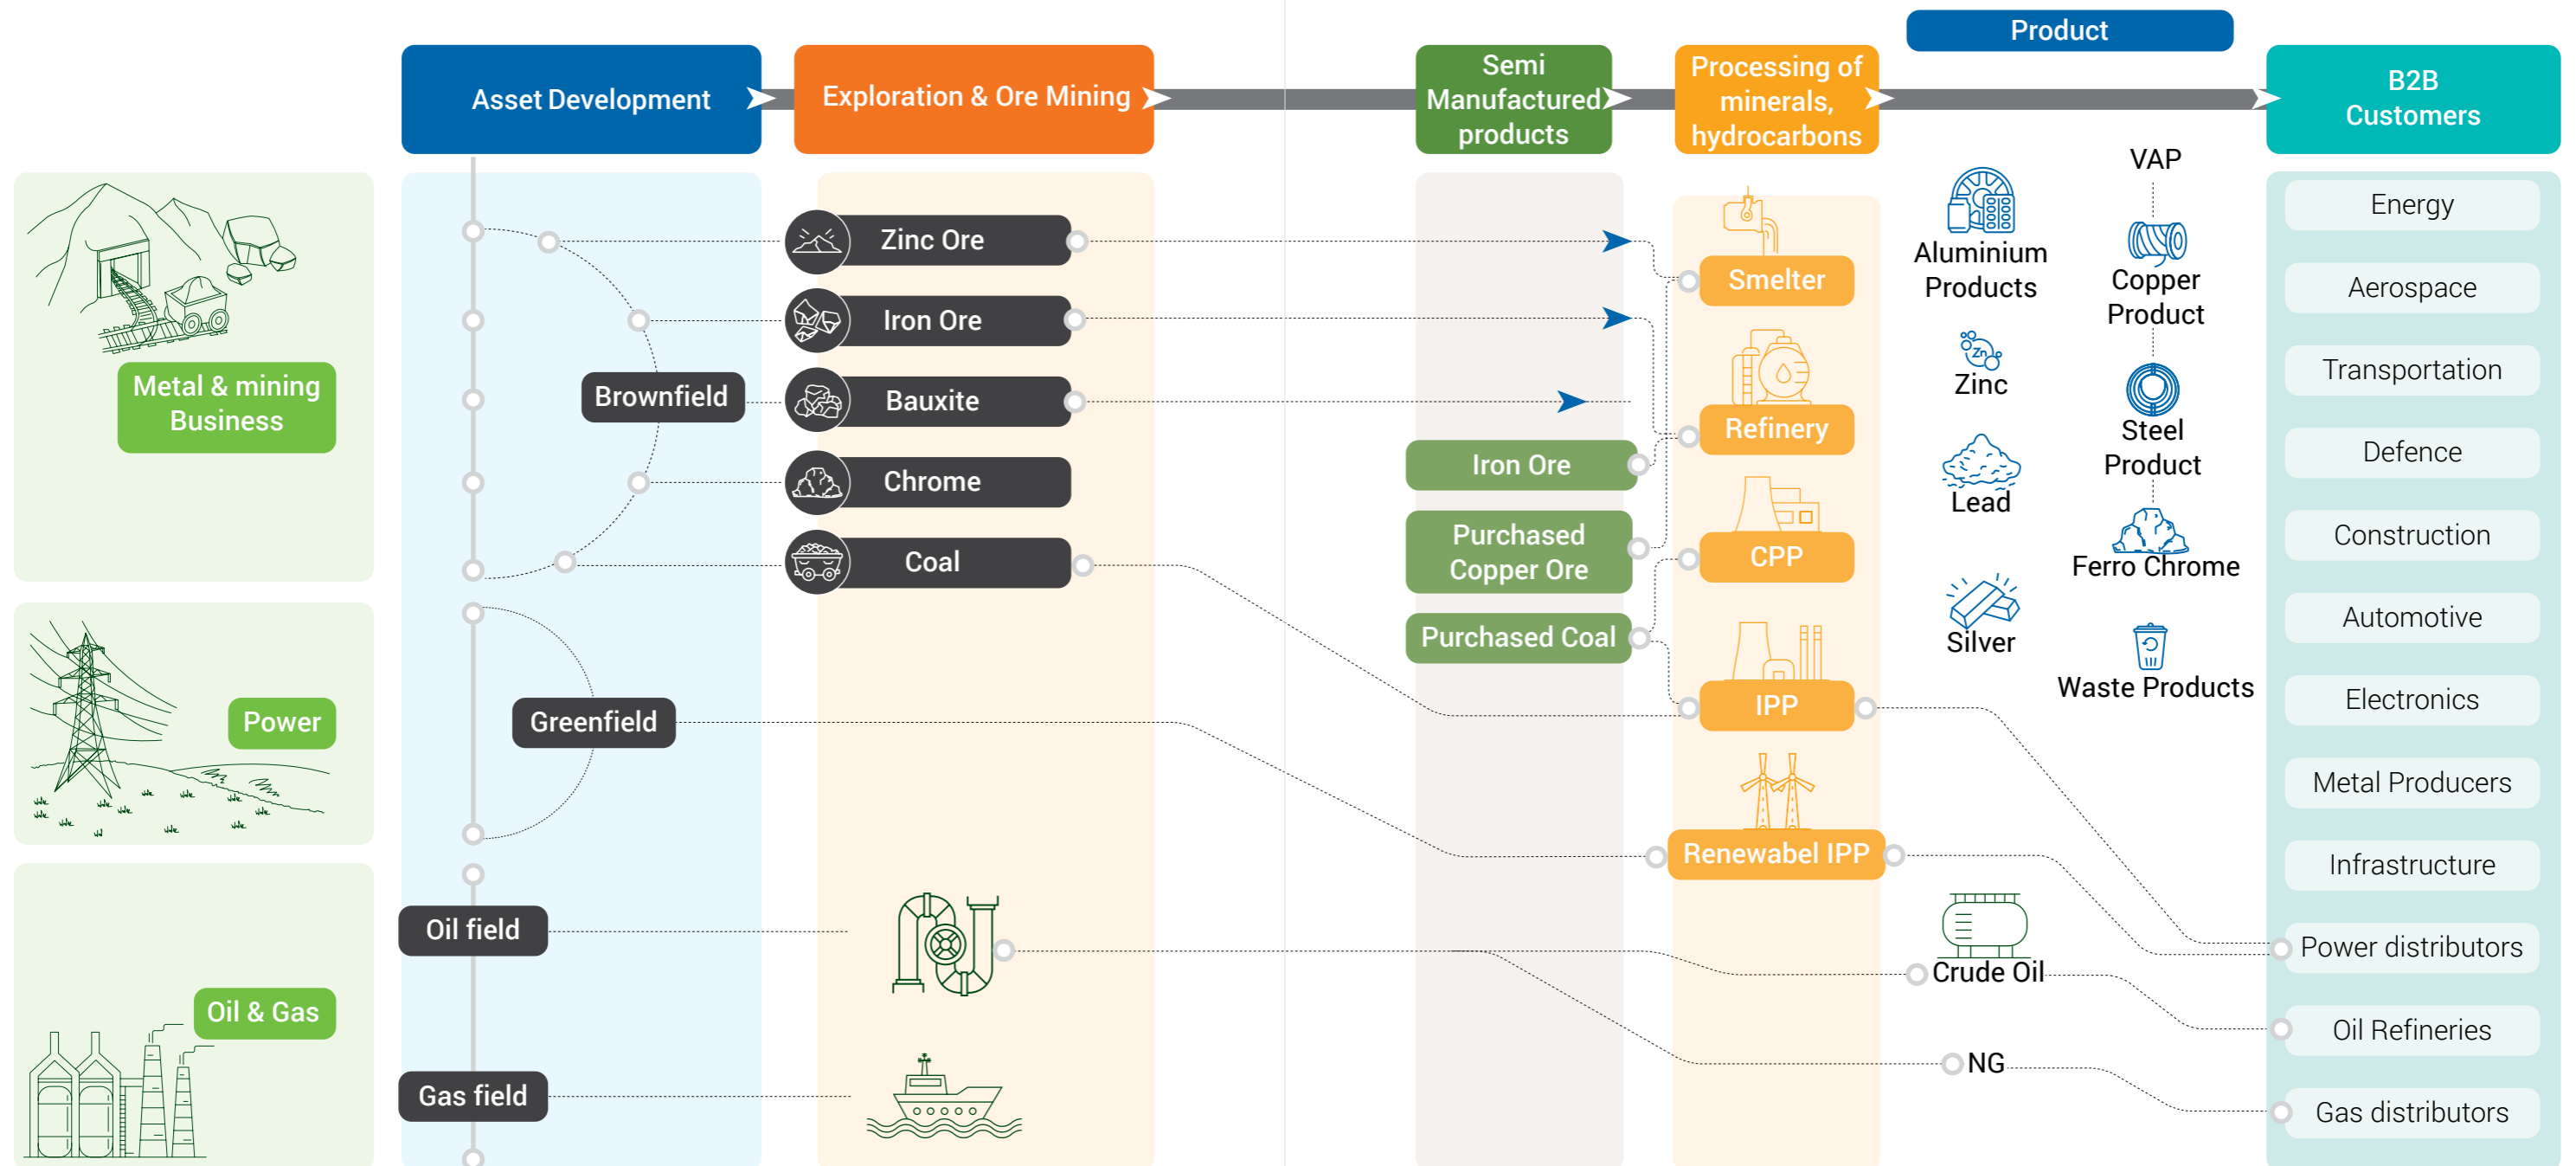 Product
Asset Development
Exploration & Ore Mining
Semi
Manufactured
products
Processing of
minerals,
hydrocarbons
B2B
Customers
Metal & mining
Business
Power
Oil & Gas
Brownfield
Greenfield
Oil field
Gas field
Zinc Ore
Iron Ore
Bauxite
Chrome
Coal
Iron Ore
Purchased
Copper Ore
Purchased Coal
Smelter
Refinery
CPP
IPP
Renewabel IPP
Aluminium
Products
Zn
Zinc
Lead
Silver
VAP
Copper
Product
Steel
Product
Ferro Chrome
Waste Products
Crude Oil
NG
Energy
Aerospace
Transportation
Defence
Construction
Automotive
Electronics
Metal Producers
Infrastructure
Power distributors
Oil Refineries
Gas distributors